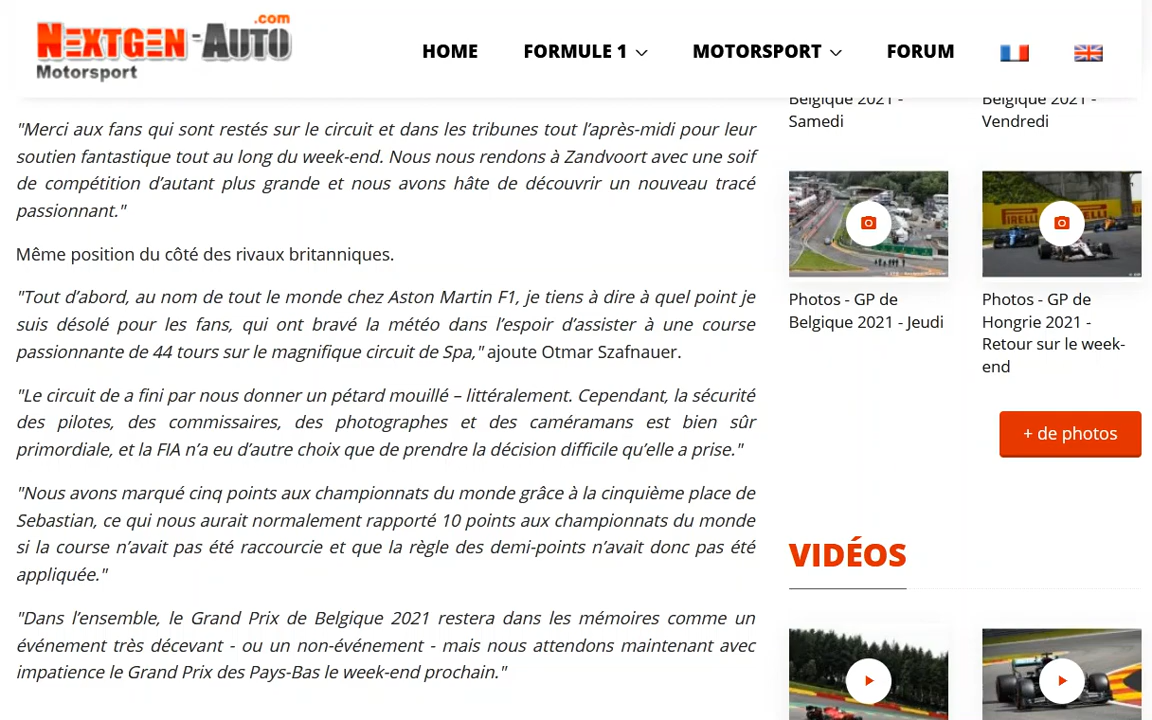 NEXTGEN-AUTO.com
Motorsport
HOME
FORMULE 1
MOTORSPORT
FORUM
"Merci aux fans qui sont restés sur le circuit et dans les tribunes tout l’après-midi pour leur
soutien fantastique tout au long du week-end. Nous nous rendons à Zandvoort avec une soif
de compétition d’autant plus grande et nous avons hâte de découvrir un nouveau tracé
passionnant."
Même position du côté des rivaux britanniques.
"Tout d’abord, au nom de tout le monde chez Aston Martin F1, je tiens à dire à quel point je
suis désolé pour les fans, qui ont bravé la météo dans l’espoir d’assister à une course
passionnante de 44 tours sur le magnifique circuit de Spa," ajoute Otmar Szafnauer.
"Le circuit de a fini par nous donner un pétard mouillé – littéralement. Cependant, la sécurité
des pilotes, des commissaires, des photographes et des caméramans est bien sûr
primordiale, et la FIA n’a eu d’autre choix que de prendre la décision difficile qu’elle a prise."
"Nous avons marqué cinq points aux championnats du monde grâce à la cinquième place de
Sebastian, ce qui nous aurait normalement rapporté 10 points aux championnats du monde
si la course n’avait pas été raccourcie et que la règle des demi-points n’avait donc pas été
appliquée."
"Dans l’ensemble, le Grand Prix de Belgique 2021 restera dans les mémoires comme un
événement très décevant - ou un non-événement - mais nous attendons maintenant avec
impatience le Grand Prix des Pays-Bas le week-end prochain."
Belgique 2021 -
Samedi
Belgique 2021 -
Vendredi
PIRELLI
Photos - GP de
Belgique 2021 - Jeudi
Photos - GP de
Hongrie 2021 -
Retour sur le week-
end
+ de photos
VIDÉOS